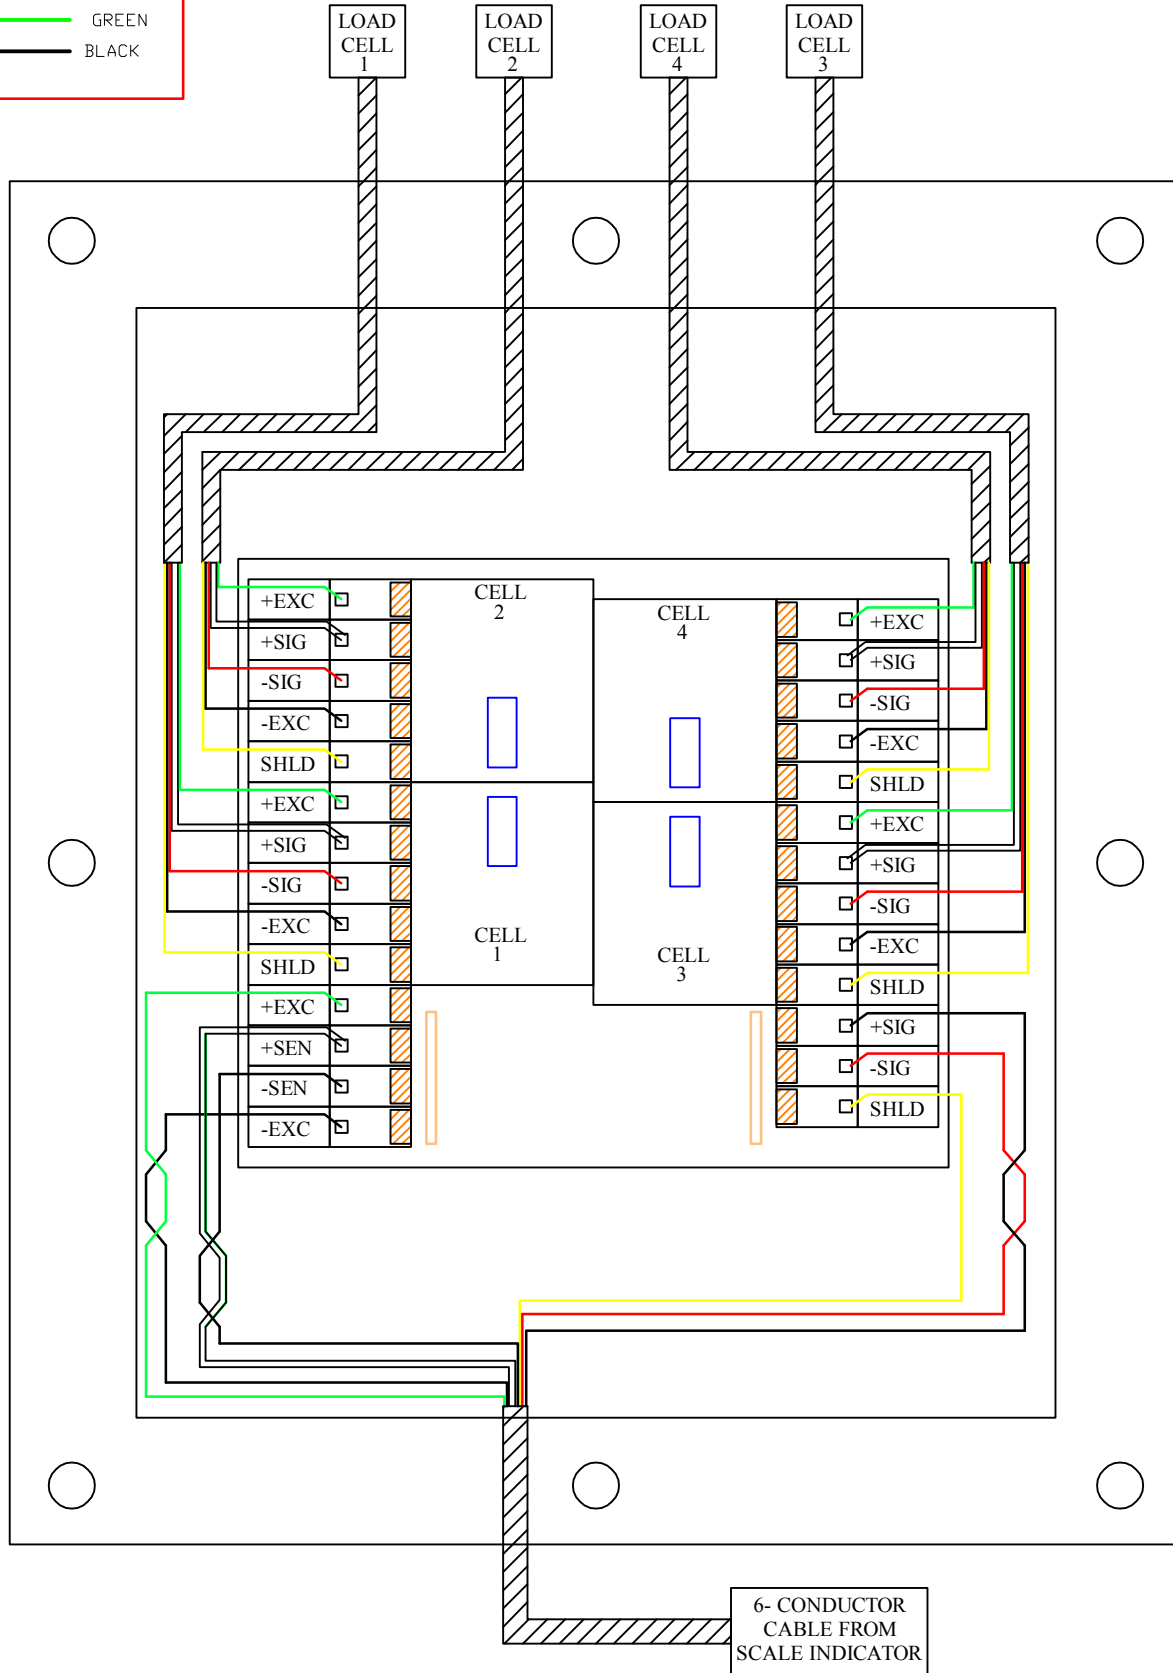 GREEN
BLACK
LOAD
CELL
1
LOAD
CELL
2
LOAD
CELL
4
LOAD
CELL
3
+EXC
+SIG
-SIG
-EXC
SHLD
+EXC
+SIG
-SIG
-EXC
SHLD
+EXC
+SEN
-SEN
-EXC
CELL
2
CELL
1
CELL
4
CELL
3
+EXC
+SIG
-SIG
-EXC
SHLD
+EXC
+SIG
-SIG
-EXC
SHLD
+SIG
-SIG
SHLD
6- CONDUCTOR
CABLE FROM
SCALE INDICATOR